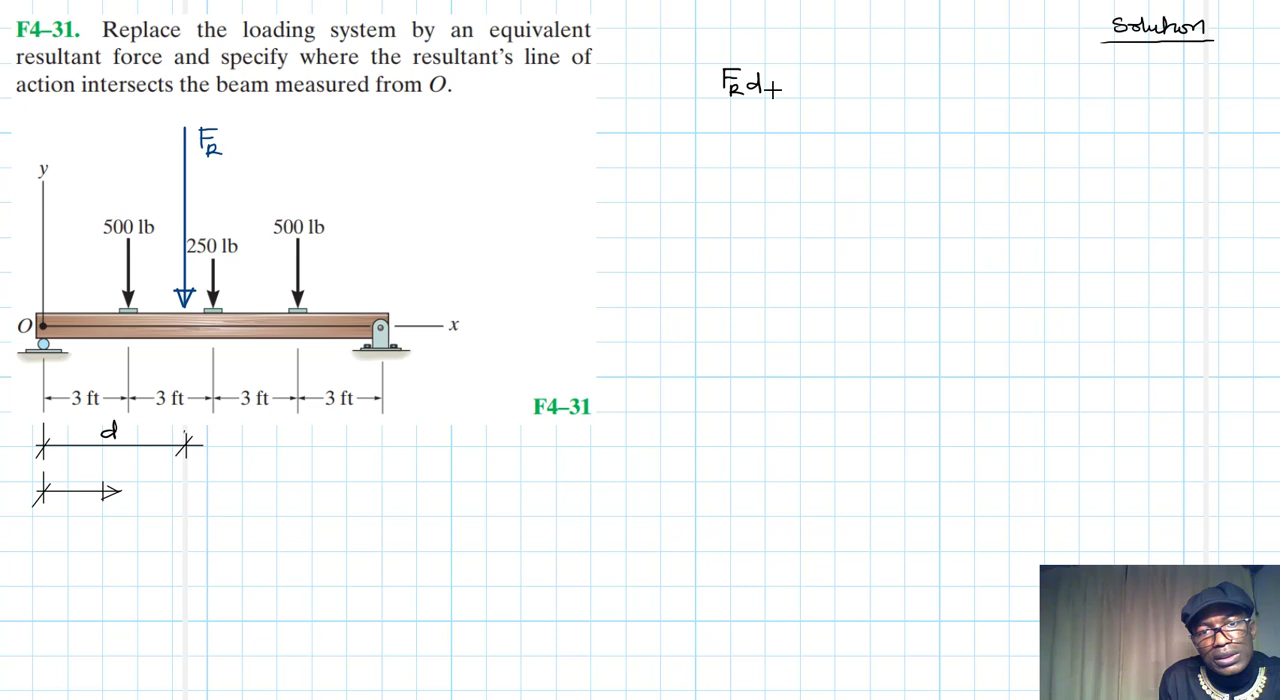 F4–31. Replace the loading system by an equivalent
resultant force and specify where the resultant's line of
action intersects the beam measured from O.
Solution
F_R d +
F_R
y
500 lb
500 lb
250 lb
O
x
3 ft
3 ft
3 ft
3 ft
F4–31
d